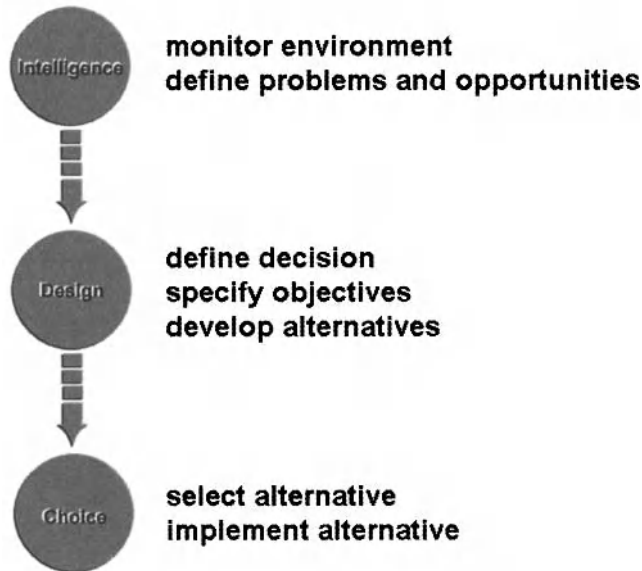 Intelligence
monitor environment
define problems and opportunities
Design
define decision
specify objectives
develop alternatives
Choice
select alternative
implement alternative